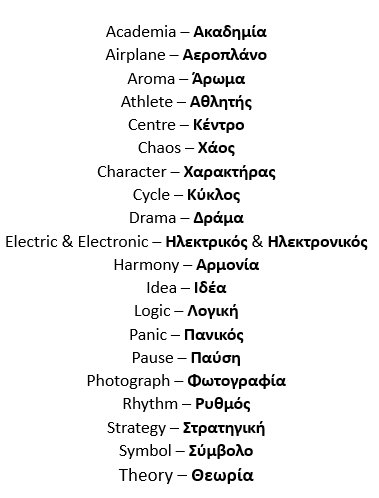 Academia – Ακαδημία
Airplane – Αεροπλάνο
Aroma – Άρωμα
Athlete – Αθλητής
Centre – Κέντρο
Chaos – Χάος
Character – Χαρακτήρας
Cycle – Κύκλος
Drama – Δράμα
Electric & Electronic – Ηλεκτρικός & Ηλεκτρονικός
Harmony – Αρμονία
Idea – Ιδέα
Logic – Λογική
Panic – Πανικός
Pause – Παύση
Photograph – Φωτογραφία
Rhythm – Ρυθμός
Strategy – Στρατηγική
Symbol – Σύμβολο
Theory – Θεωρία